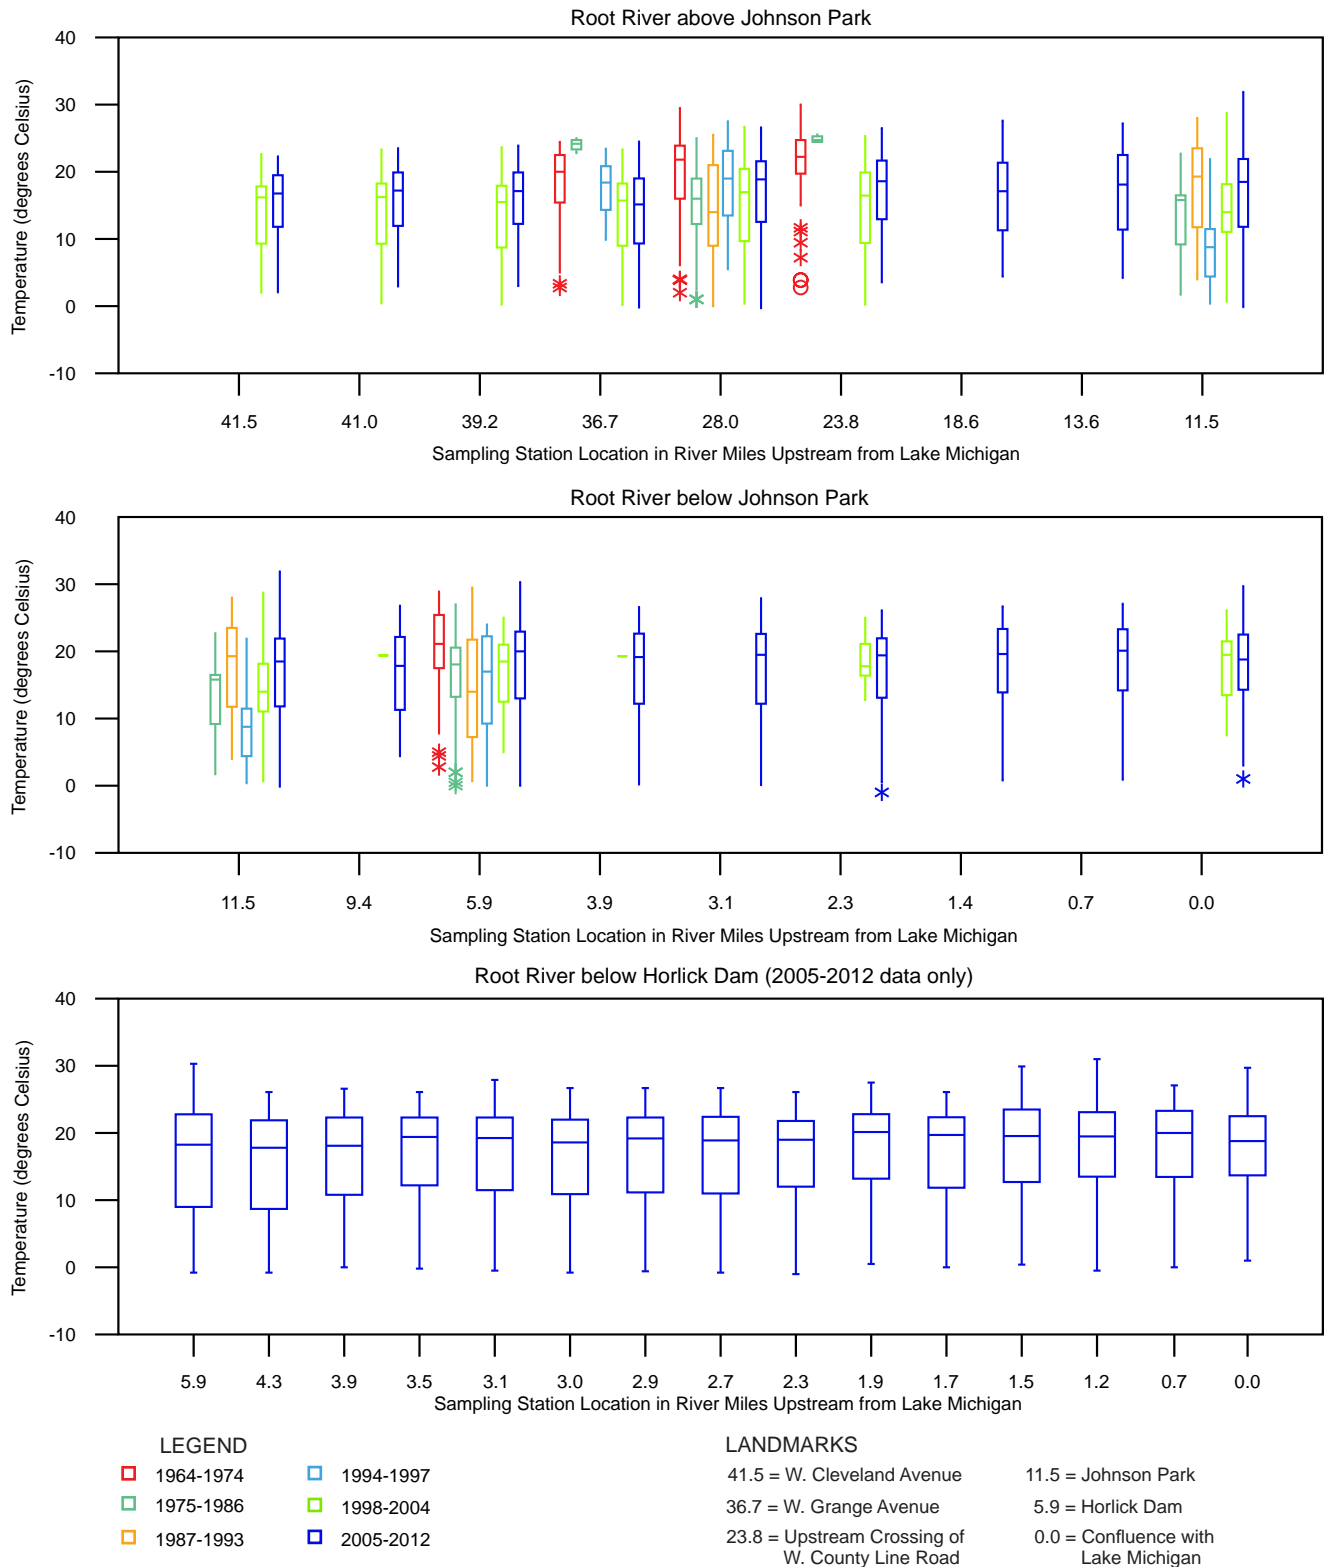 Root River above Johnson Park
40
30
20
10
0
-10
Temperature (degrees Celsius)
41.5 41.0 39.2 36.7 28.0 23.8 18.6 13.6 11.5
Sampling Station Location in River Miles Upstream from Lake Michigan
Root River below Johnson Park
40
30
20
10
0
-10
Temperature (degrees Celsius)
11.5 9.4 5.9 3.9 3.1 2.3 1.4 0.7 0.0
Sampling Station Location in River Miles Upstream from Lake Michigan
Root River below Horlick Dam (2005-2012 data only)
40
30
20
10
0
-10
Temperature (degrees Celsius)
5.9 4.3 3.9 3.5 3.1 3.0 2.9 2.7 2.3 1.9 1.7 1.5 1.2 0.7 0.0
Sampling Station Location in River Miles Upstream from Lake Michigan
LEGEND
1964-1974
1975-1986
1987-1993
1994-1997
1998-2004
2005-2012
LANDMARKS
41.5 = W. Cleveland Avenue
36.7 = W. Grange Avenue
23.8 = Upstream Crossing of
W. County Line Road
11.5 = Johnson Park
5.9 = Horlick Dam
0.0 = Confluence with
Lake Michigan